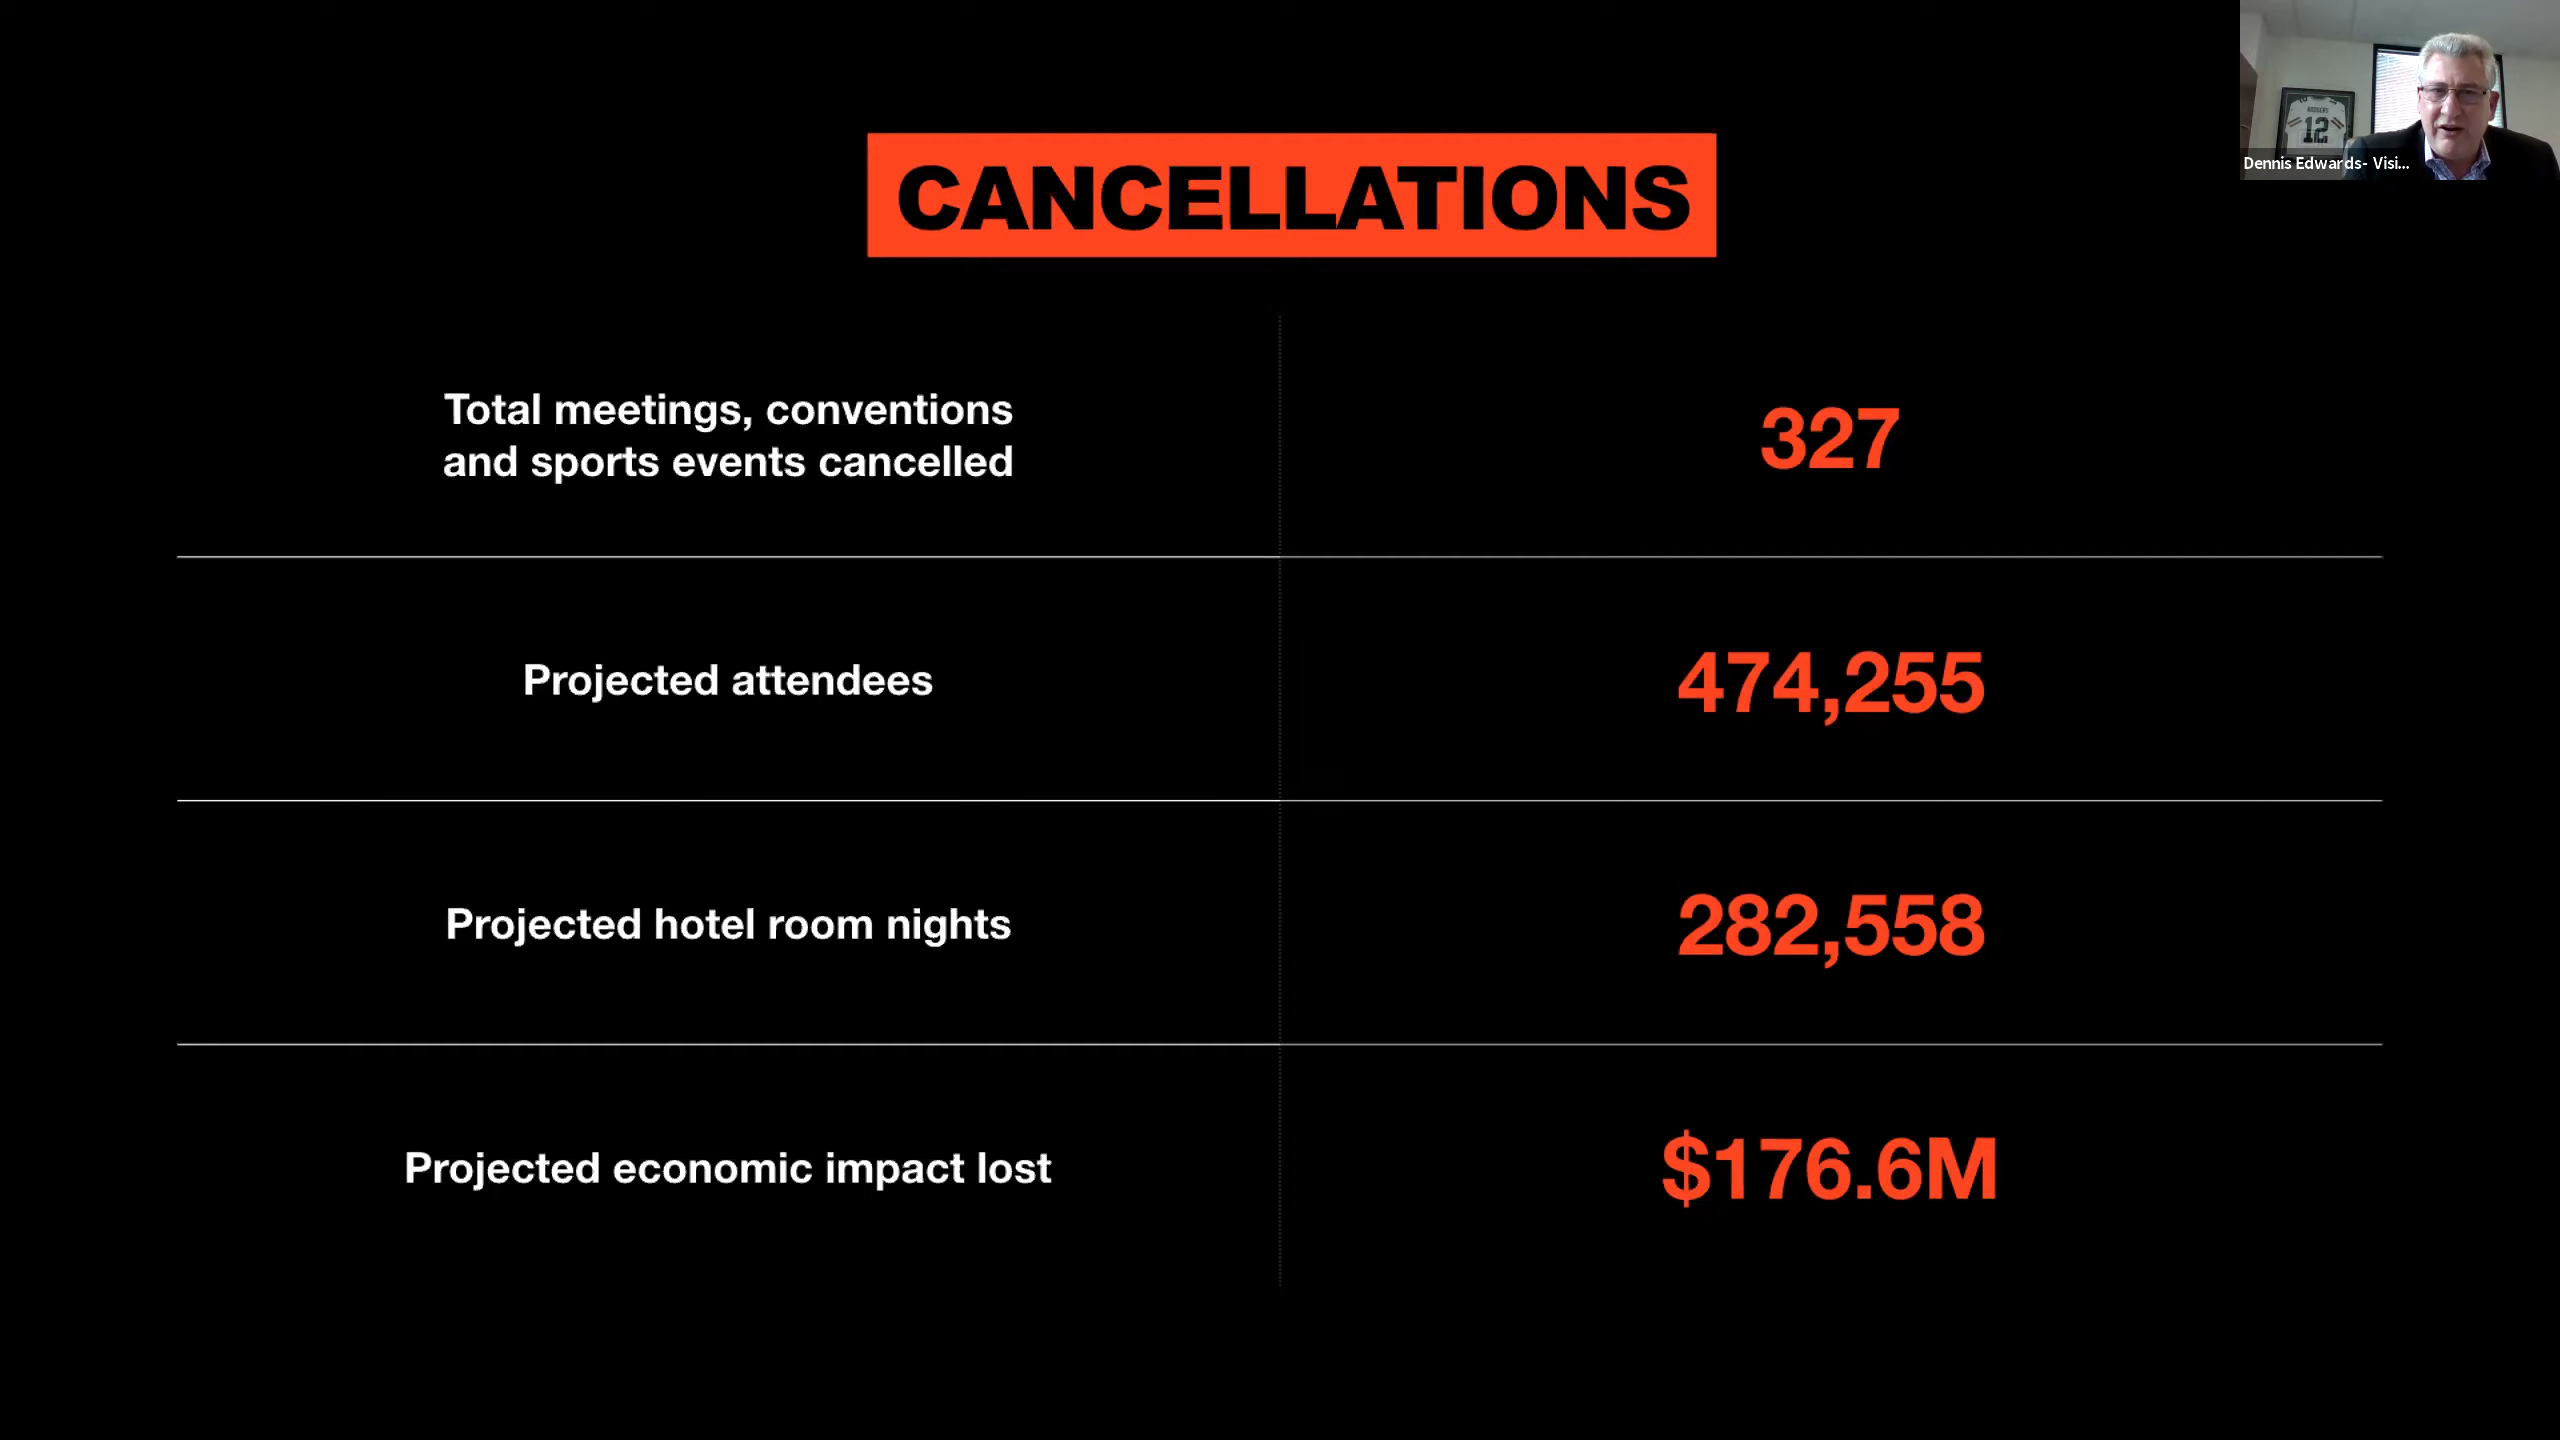 CANCELLATIONS
Total meetings, conventions
and sports events cancelled
327
Projected attendees
474,255
Projected hotel room nights
282,558
Projected economic impact lost
$176.6M
RODGERS
12
Dennis Edwards- Visi...